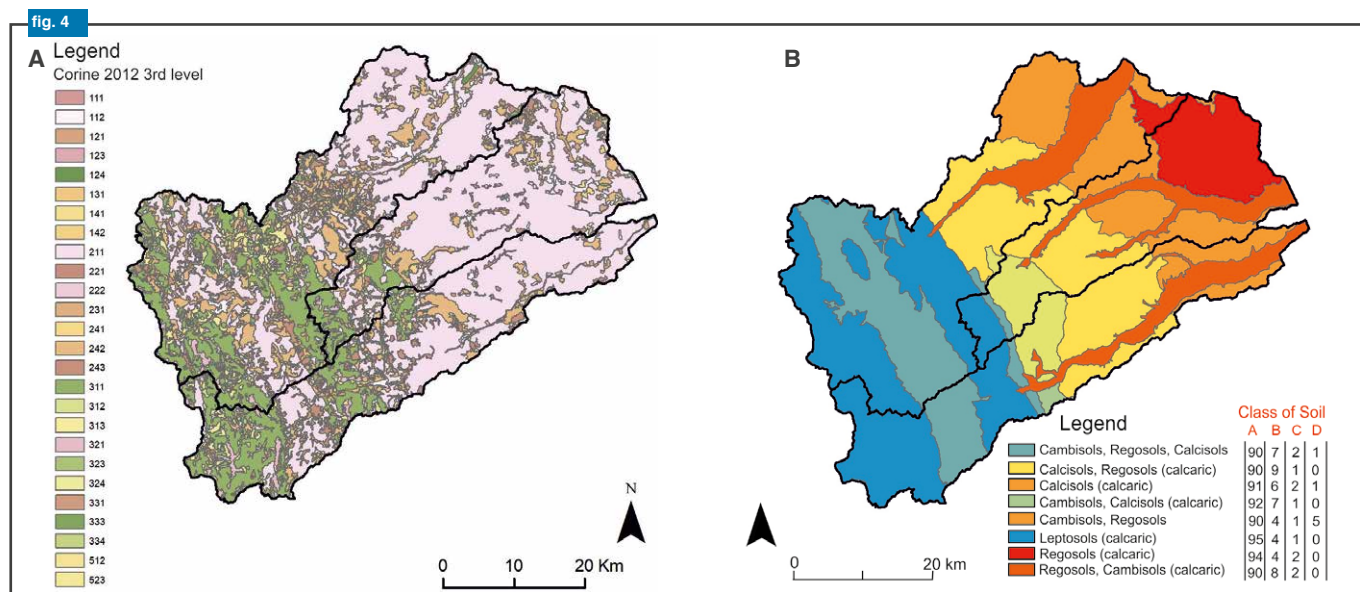 fig. 4
A
Legend
Corine 2012 3rd level
111
112
121
123
124
131
141
142
211
221
222
231
241
242
243
311
312
313
321
323
324
331
333
334
512
523
N
0 10 20 Km
B
Legend
Class of Soil
A B C D
Cambisols, Regosols, Calcisols 90 7 2 1
Calcisols, Regosols (calcaric) 90 9 1 0
Calcisols (calcaric) 91 6 2 1
Cambisols, Calcisols (calcaric) 92 7 1 0
Cambisols, Regosols 90 4 1 5
Leptosols (calcaric) 95 4 1 0
Regosols (calcaric) 94 4 2 0
Regosols, Cambisols (calcaric) 90 8 2 0
0 20 km